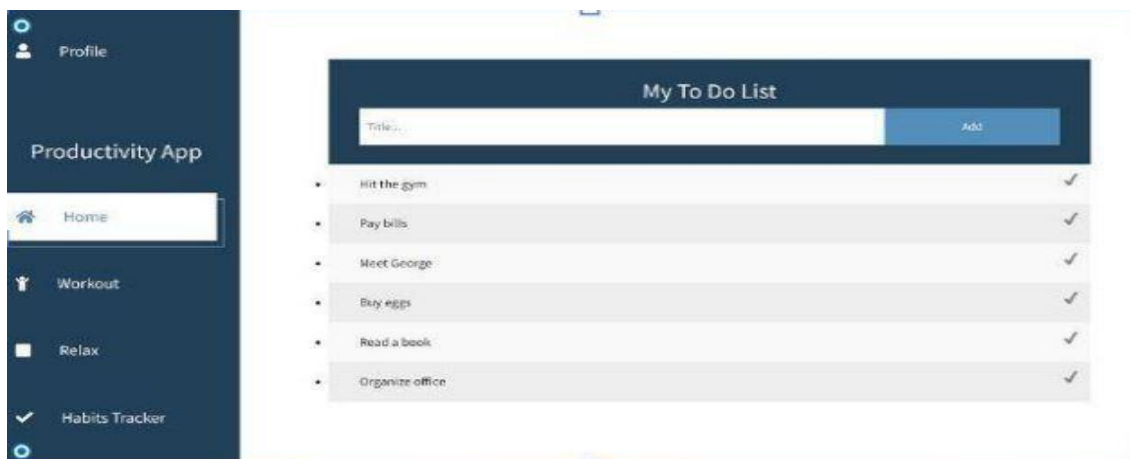 Profile
Productivity App
Home
Workout
Relax
Habits Tracker
My To Do List
Title...
Add
Hit the gym
Pay bills
Meet George
Buy eggs
Read a book
Organize office